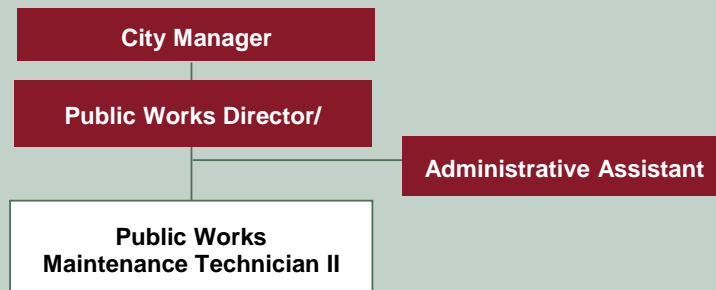 City Manager
Public Works Director/
Administrative Assistant
Public Works
Maintenance Technician II